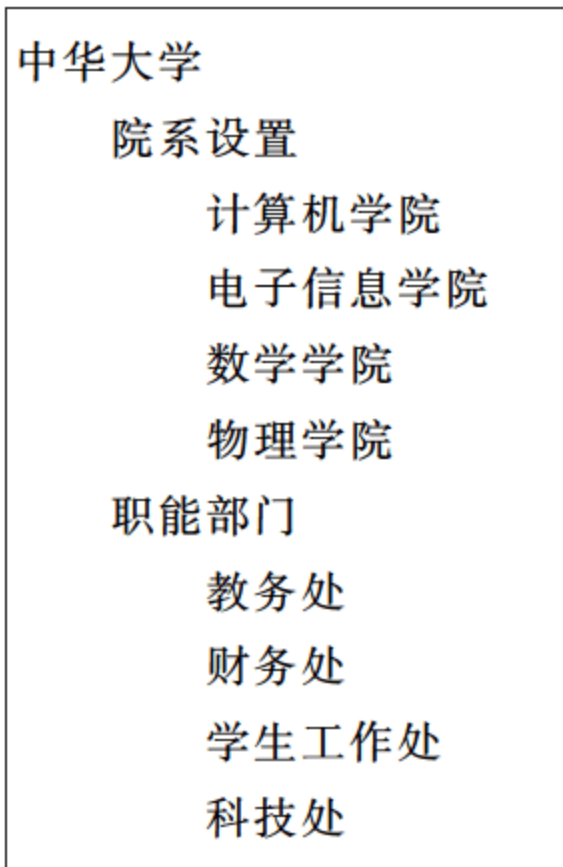 中华大学
院系设置
计算机学院
电子信息学院
数学学院
物理学院
职能部门
教务处
财务处
学生工作处
科技处